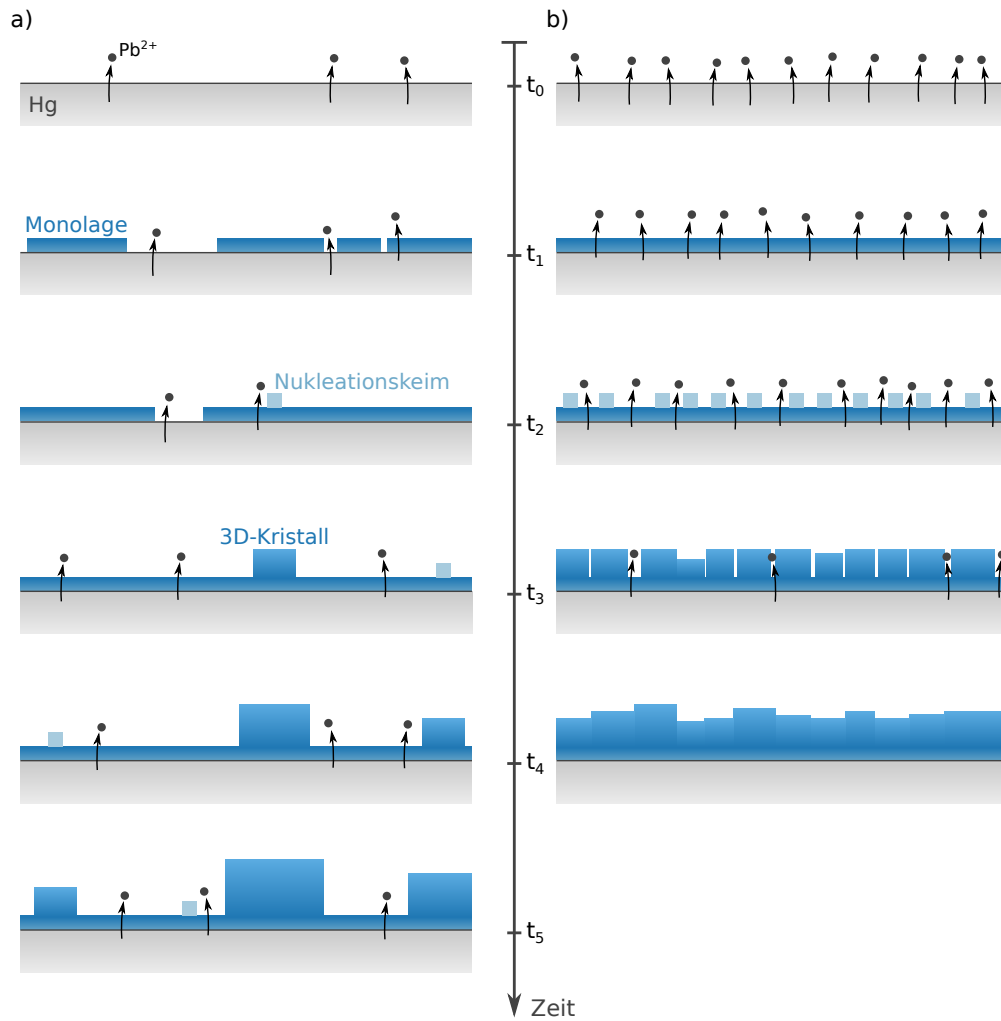 a)
b)
Pb²⁺
Hg
t₀
Monolage
t₁
Nukleationskeim
t₂
3D-Kristall
t₃
t₄
t₅
Zeit